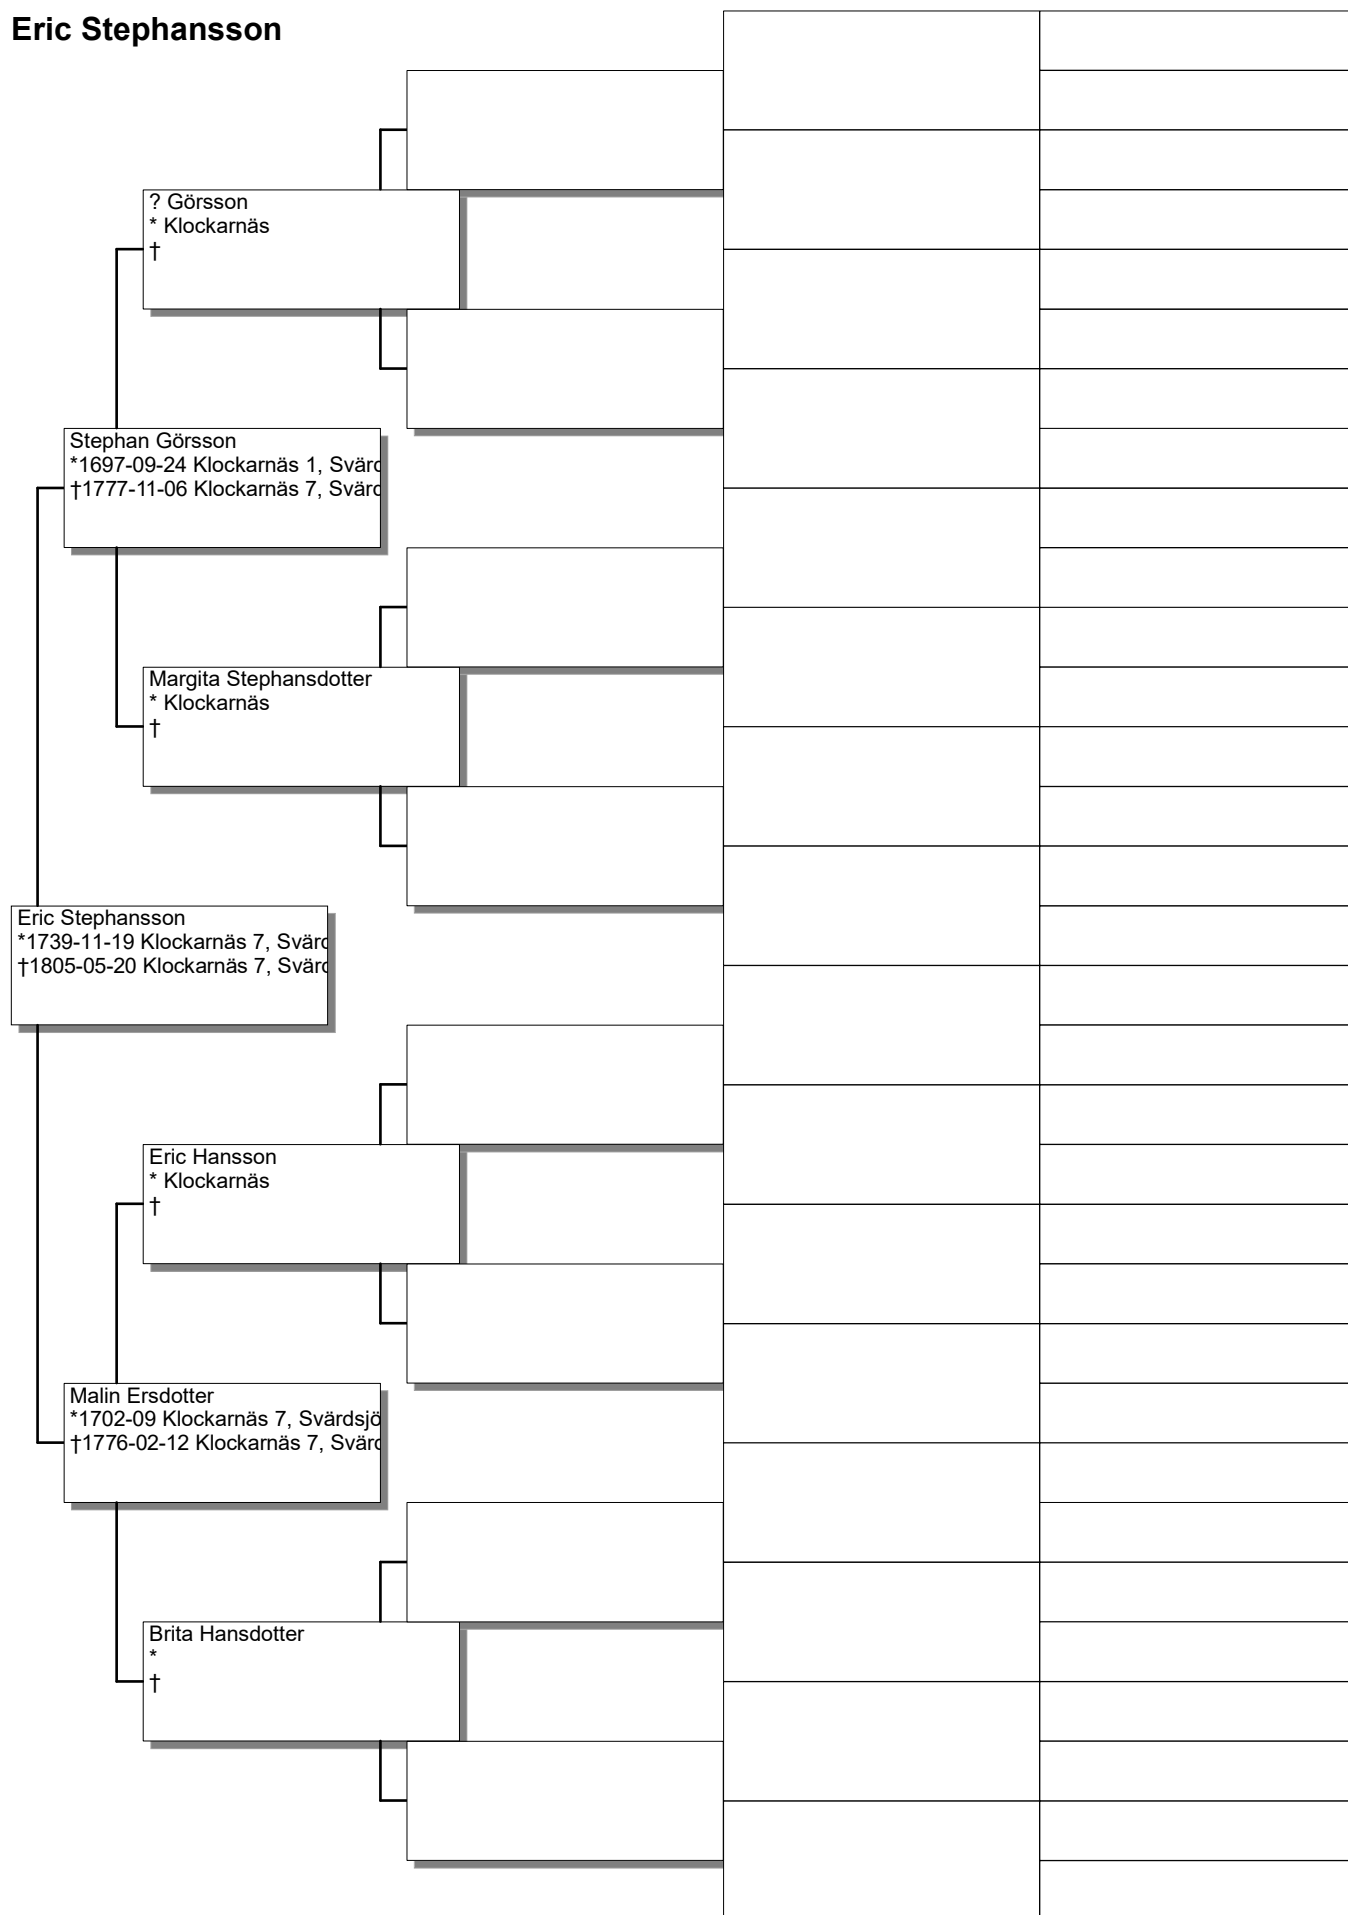 Eric Stephansson
? Görsson
* Klockarnäs
†
Stephan Görsson
*1697-09-24 Klockarnäs 1, Svärd
†1777-11-06 Klockarnäs 7, Svärd
Margita Stephansdotter
* Klockarnäs
†
Eric Stephansson
*1739-11-19 Klockarnäs 7, Svärd
†1805-05-20 Klockarnäs 7, Svärd
Eric Hansson
* Klockarnäs
†
Malin Ersdotter
*1702-09 Klockarnäs 7, Svärdsjö
†1776-02-12 Klockarnäs 7, Svärd
Brita Hansdotter
*
†